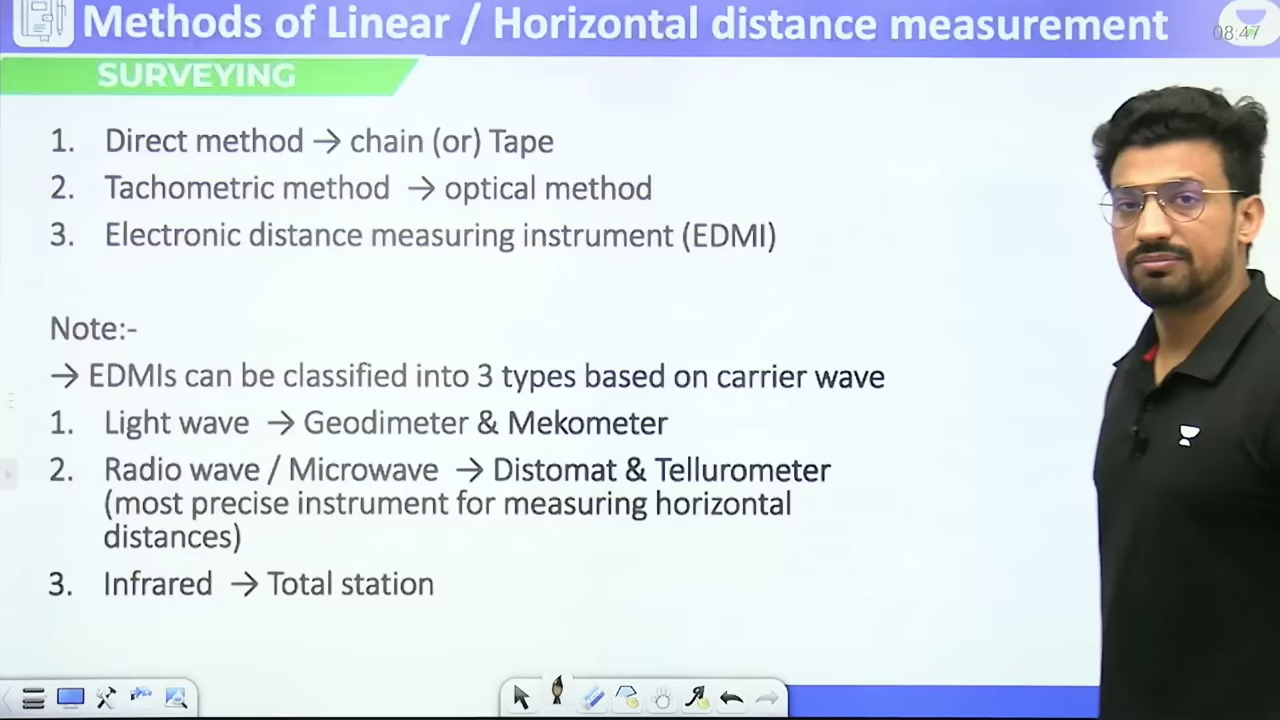 Methods of Linear / Horizontal distance measurement
08:47
SURVEYING
1. Direct method → chain (or) Tape
2. Tachometric method → optical method
3. Electronic distance measuring instrument (EDMI)
Note:-
→ EDMIs can be classified into 3 types based on carrier wave
1. Light wave → Geodimeter & Mekometer
2. Radio wave / Microwave → Distomat & Tellurometer
(most precise instrument for measuring horizontal
distances)
3. Infrared → Total station